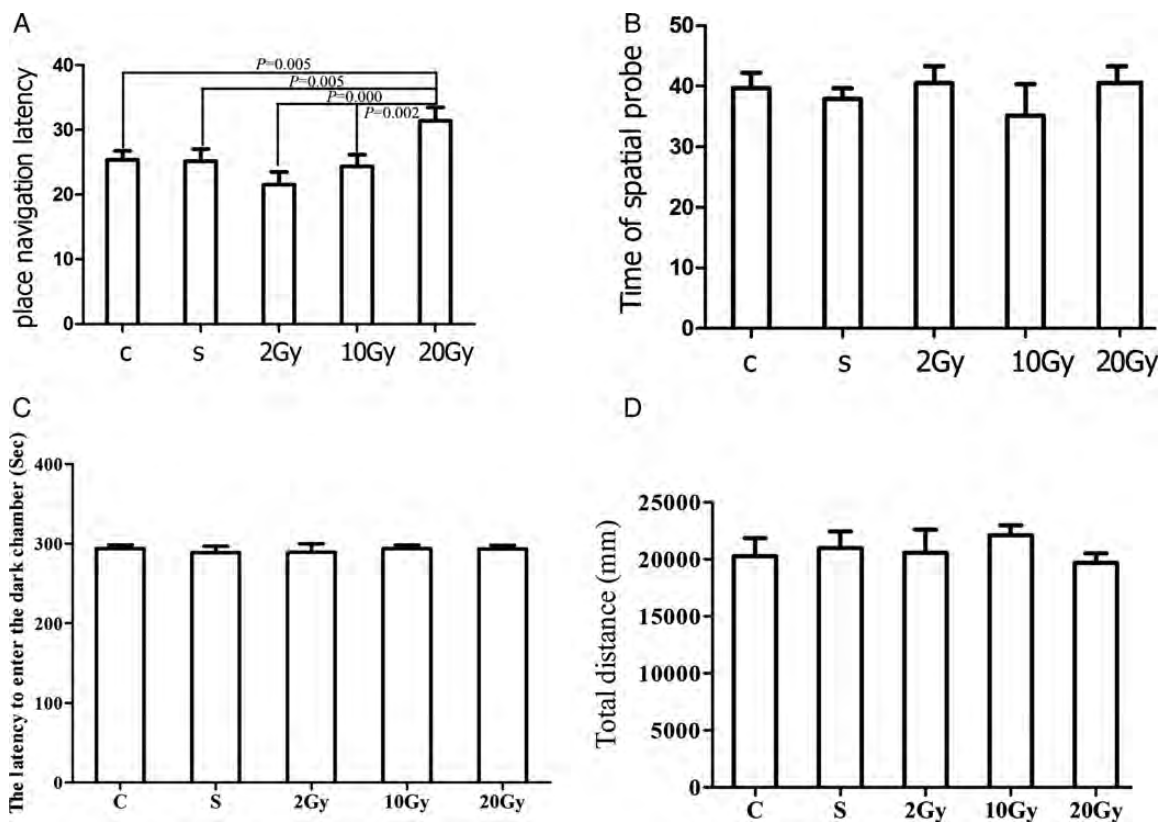 A
place navigation latency
40
30
20
10
0
P=0.005
P=0.005
P=0.000
P=0.002
c s 2Gy 10Gy 20Gy
B
Time of spatial probe
50
40
30
20
10
0
c s 2Gy 10Gy 20Gy
C
The latency to enter the dark chamber (Sec)
400
300
200
100
0
C S 2Gy 10Gy 20Gy
D
Total distance (mm)
25000
20000
15000
10000
5000
0
C S 2Gy 10Gy 20Gy